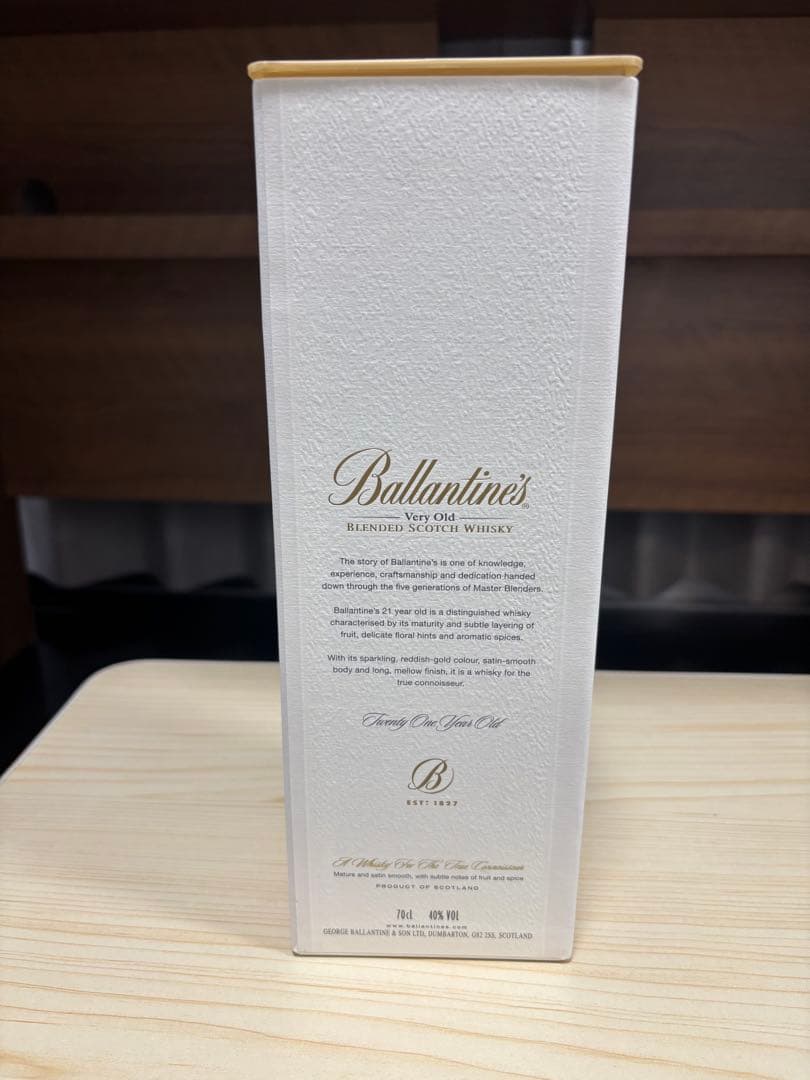 Ballantine's®
Very Old
BLENDED SCOTCH WHISKY
The story of Ballantine's is one of knowledge,
experience, craftsmanship and dedication handed
down through the five generations of Master Blenders.
Ballantine's 21 year old is a distinguished whisky
characterised by its maturity and subtle layering of
fruit, delicate floral hints and aromatic spices.
With its sparkling, reddish-gold colour, satin-smooth
body and long, mellow finish, it is a whisky for the
true connoisseur.
Twenty One Year Old
B
ESTD 1827
A Whisky For The True Connoisseur
Mature and satin smooth, with subtle notes of fruit and spice
PRODUCT OF SCOTLAND
70cl 40% VOL
www.ballantines.com
GEORGE BALLANTINE & SON LTD, DUMBARTON, G82 2SS, SCOTLAND